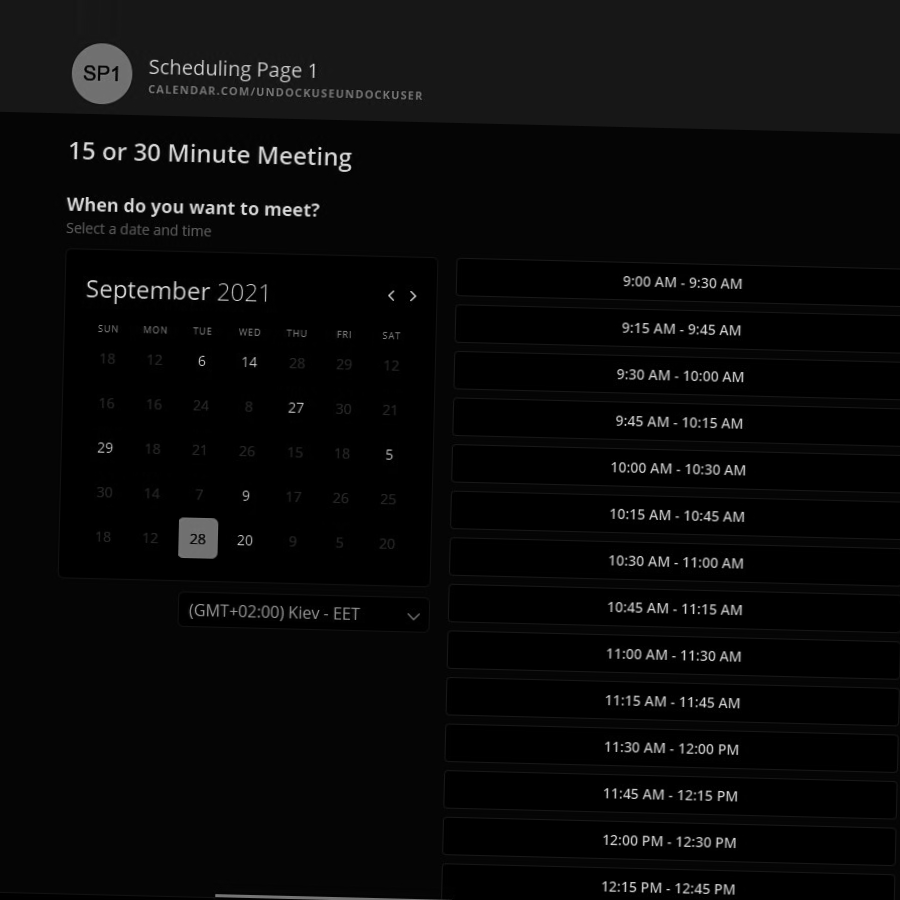 SP1
Scheduling Page 1
CALENDAR.COM/UNDOCKUSEUNDOCKUSER
15 or 30 Minute Meeting
When do you want to meet?
Select a date and time
September 2021
SUN MON TUE WED THU FRI SAT
18 12 6 14 28 29 12
16 16 24 8 27 30 21
29 18 21 26 15 18 5
30 14 7 9 17 26 25
18 12 28 20 9 5 20
(GMT+02:00) Kiev - EET
9:00 AM - 9:30 AM
9:15 AM - 9:45 AM
9:30 AM - 10:00 AM
9:45 AM - 10:15 AM
10:00 AM - 10:30 AM
10:15 AM - 10:45 AM
10:30 AM - 11:00 AM
10:45 AM - 11:15 AM
11:00 AM - 11:30 AM
11:15 AM - 11:45 AM
11:30 AM - 12:00 PM
11:45 AM - 12:15 PM
12:00 PM - 12:30 PM
12:15 PM - 12:45 PM